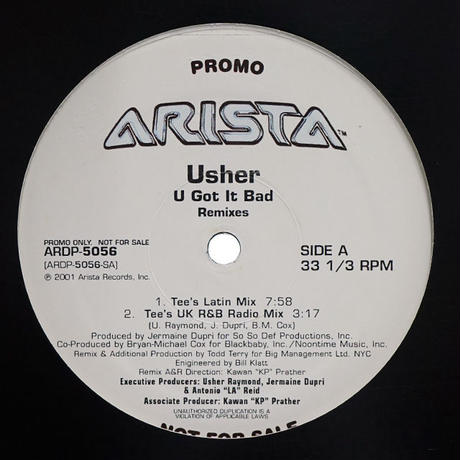 PROMO
ARISTA™
Usher
U Got It Bad
Remixes
PROMO ONLY. NOT FOR SALE
ARDP-5056
(ARDP-5056-SA)
℗ 2001 Arista Records, Inc.
SIDE A
33 1/3 RPM
1. Tee's Latin Mix 7:58
2. Tee's UK R&B Radio Mix 3:17
(U. Raymond, J. Dupri, B.M. Cox)
Produced by Jermaine Dupri for So So Def Productions, Inc.
Co-Produced by Bryan-Michael Cox for Blackbaby, Inc. /Noontime Music, Inc.
Remix & Additional Production by Todd Terry for Big Management Ltd. NYC
Engineered by Bill Klatt
Remix A&R Direction: Kawan "KP" Prather
Executive Producers: Usher Raymond, Jermaine Dupri
& Antonio "LA" Reid
Associate Producer: Kawan "KP" Prather
UNAUTHORIZED DUPLICATION IS A
VIOLATION OF APPLICABLE LAWS
NOT FOR SALE